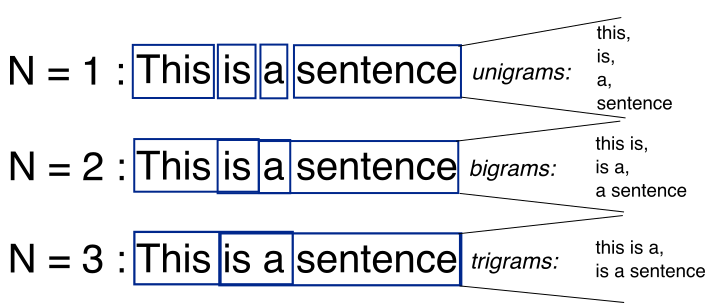 N = 1 : This is a sentence unigrams:
this,
is,
a,
sentence
N = 2 : This is a sentence bigrams:
this is,
is a,
a sentence
N = 3 : This is a sentence trigrams:
this is a,
is a sentence